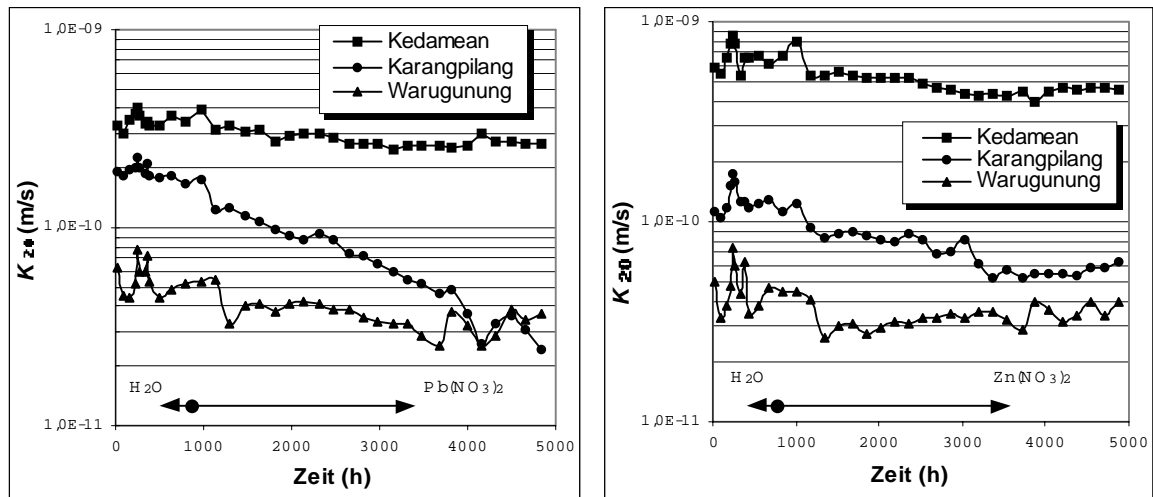 1,0E-09
Kedamean
Karangpilang
Warugunung
1,0E-10
K 20 (m/s)
H2O
Pb(NO3)2
1,0E-11
0 1000 2000 3000 4000 5000
Zeit (h)
1,0E-09
Kedamean
Karangpilang
Warugunung
1,0E-10
K 20 (m/s)
H2O
Zn(NO3)2
1,0E-11
0 1000 2000 3000 4000 5000
Zeit (h)